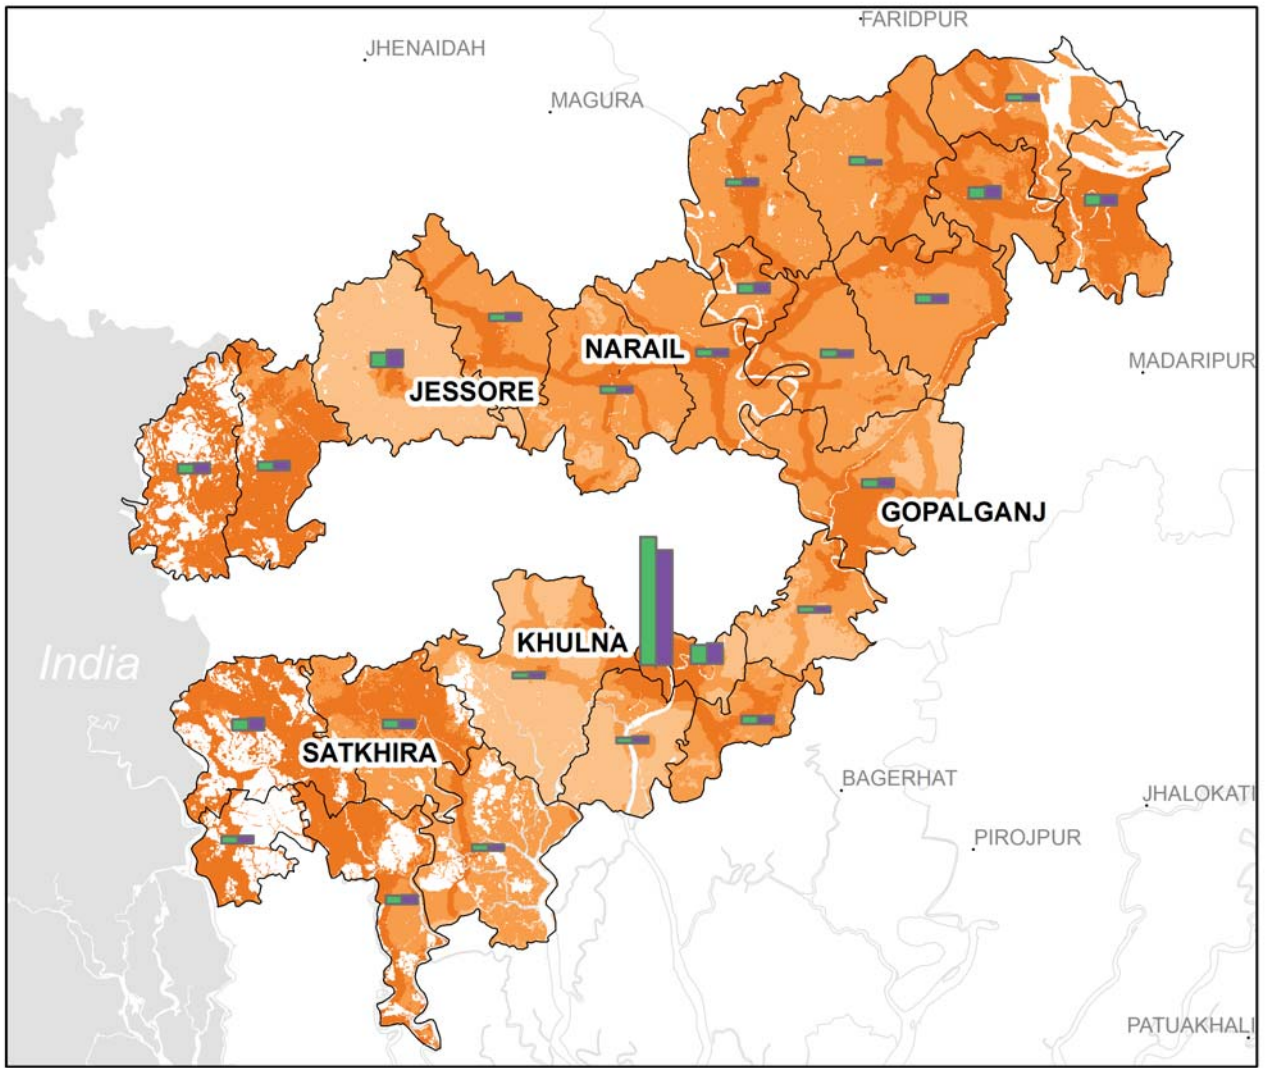 FARIDPUR
JHENAIDAH
MAGURA
NARAIL
MADARIPUR
JESSORE
GOPALGANJ
KHULNA
India
SATKHIRA
BAGERHAT
JHALOKATI
PIROJPUR
PATUAKHALI